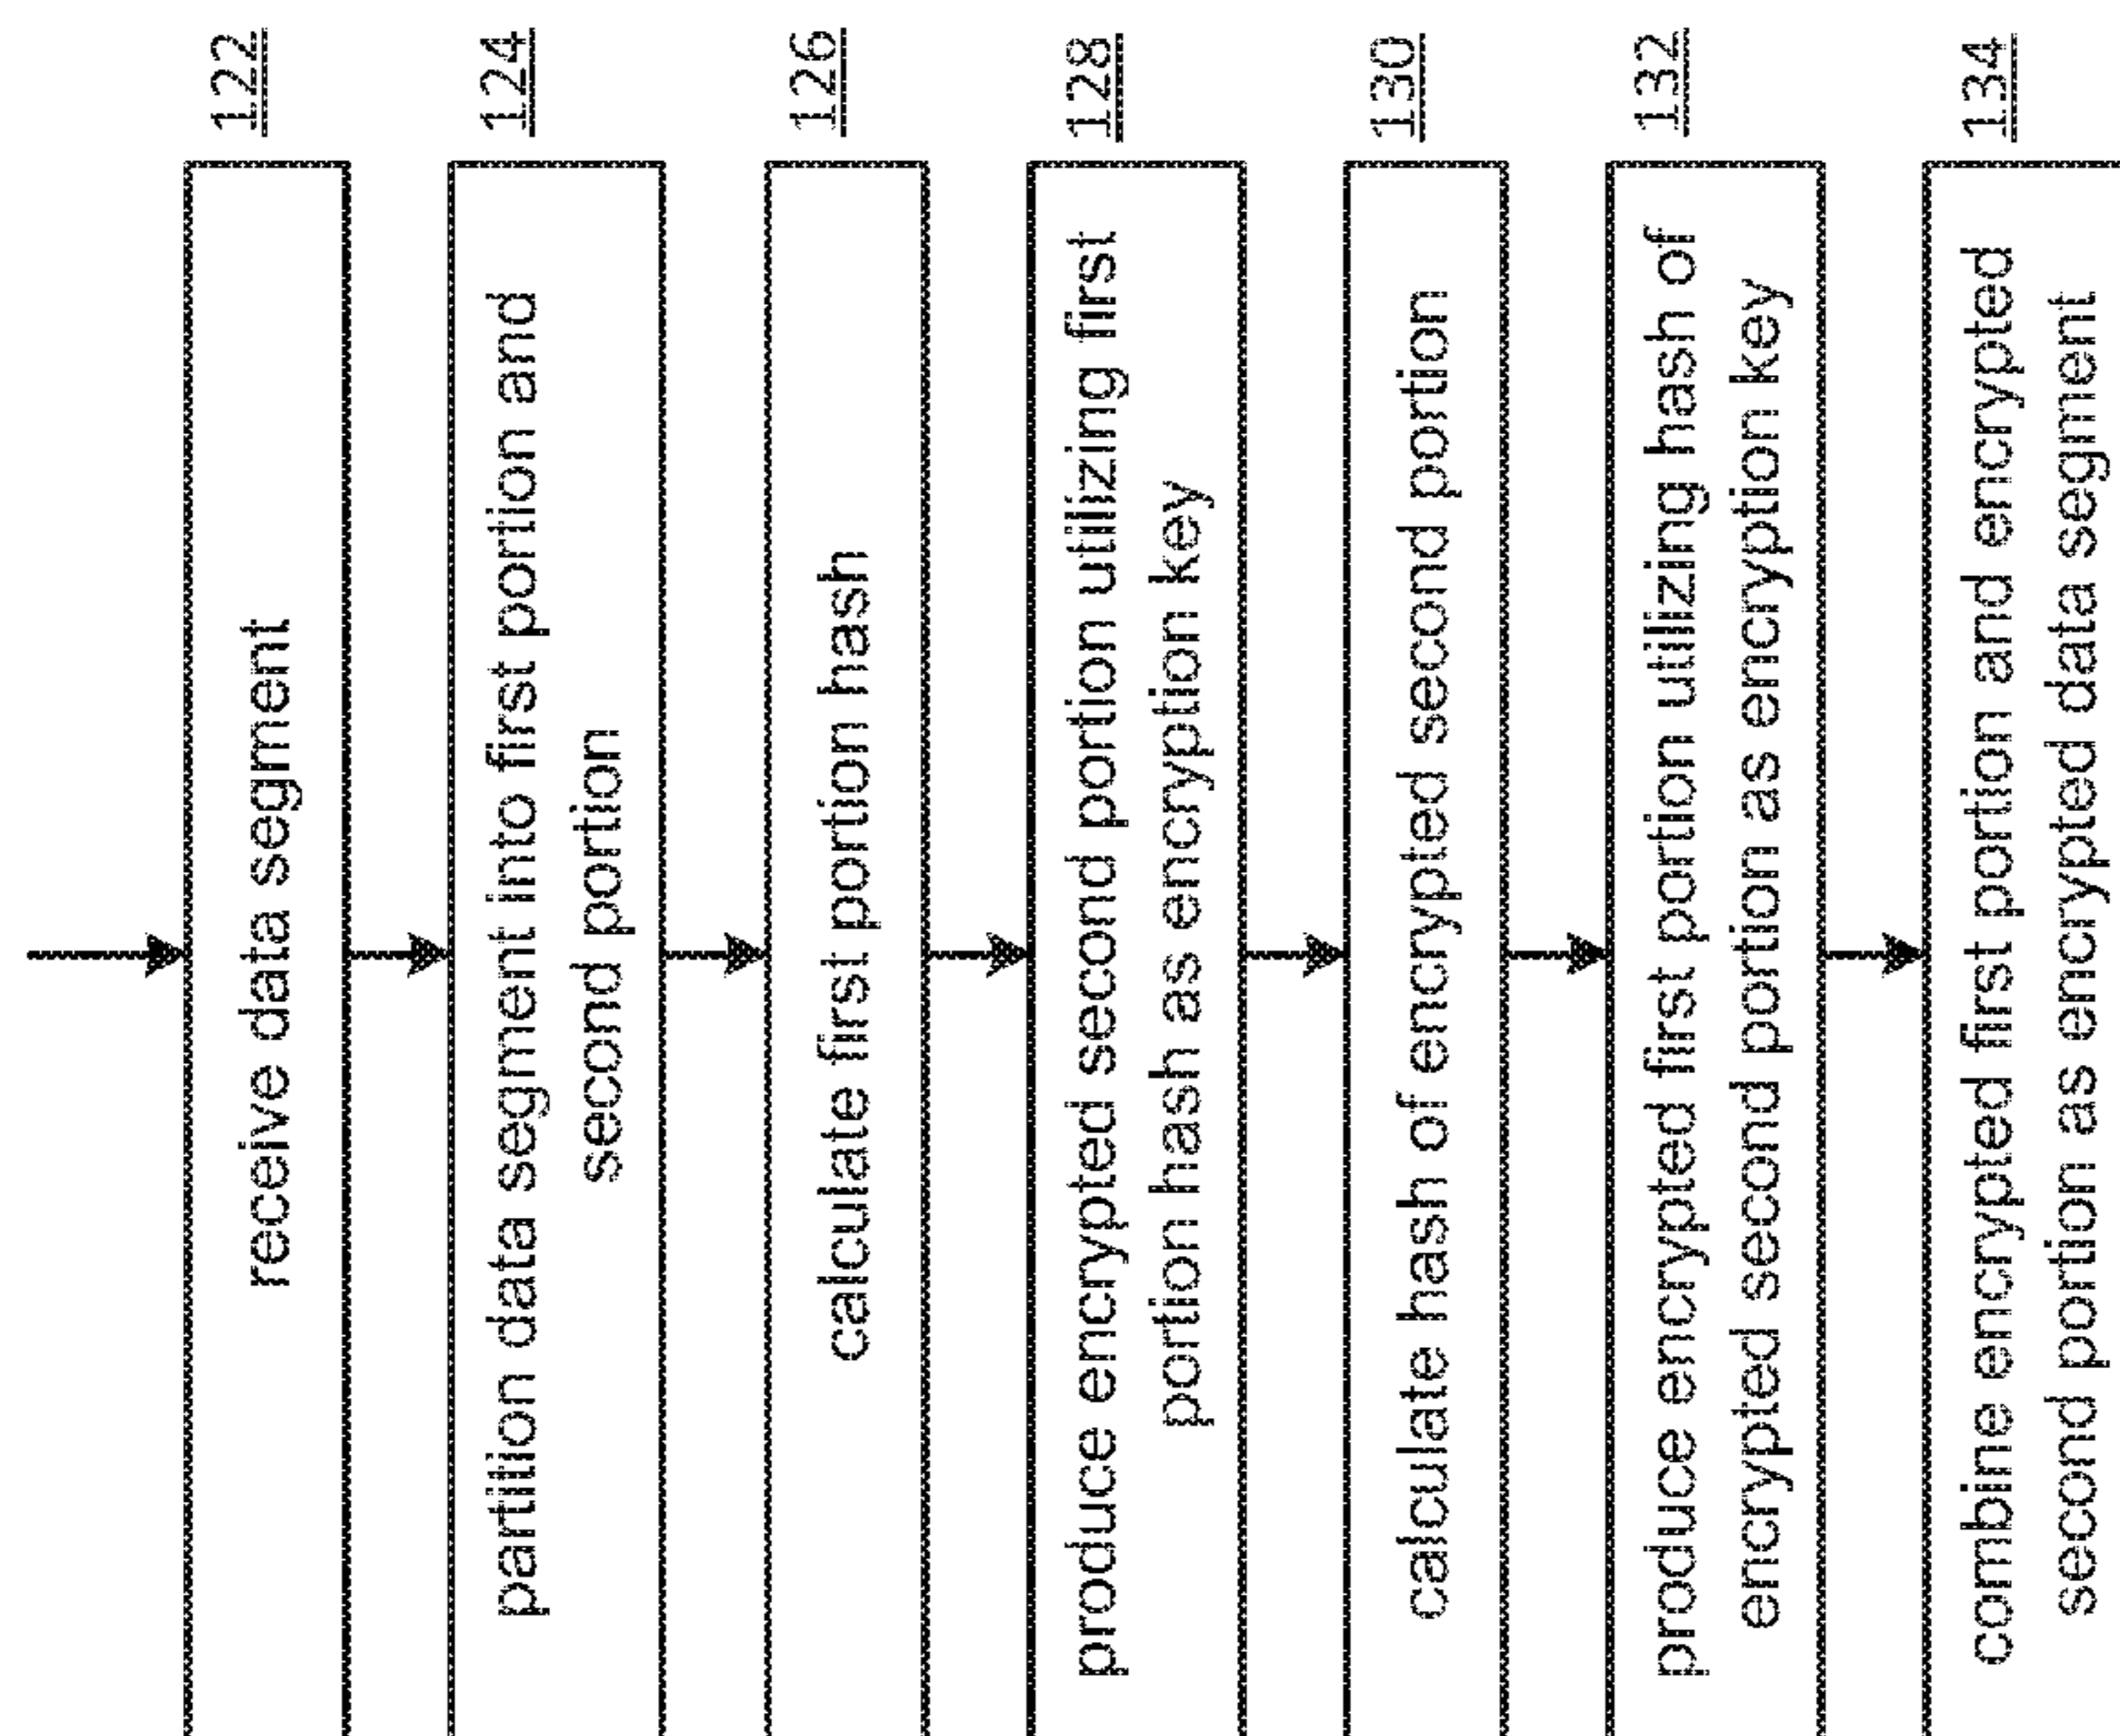 122
receive data segment
124
partition data segment into first portion and
second portion
126
calculate first portion hash
128
produce encrypted second portion utilizing first
portion hash as encryption key
130
calculate hash of encrypted second portion
132
produce encrypted first portion utilizing hash of
encrypted second portion as encryption key
134
combine encrypted first portion and encrypted
second portion as encrypted data segment